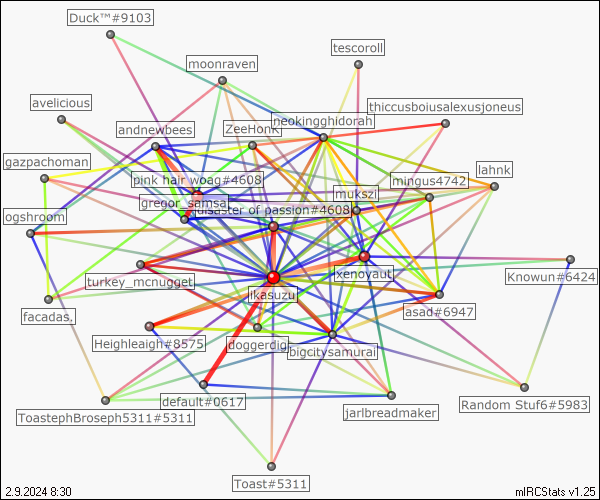 Duck™#9103
tescoroll
moonraven
avelicious
thiccusboiusalexusjoneus
neokingghidorah
andnewbees
ZeeHonk
gazpachoman
lahnk
pink hair woag#4608
mingus4742
mukszi
gregor_samsa
disaster of passion#4608
ogshroom
turkey_mcnugget
xenoyaut
Knowun#6424
ikasuzu
facadas,
asad#6947
Heighleaigh#8575
doggerdig
bigcitysamurai
default#0617
Random Stuf6#5983
ToastephBroseph5311#5311
jarlbreadmaker
Toast#5311
2.9.2024 8:30
mIRCStats v1.25